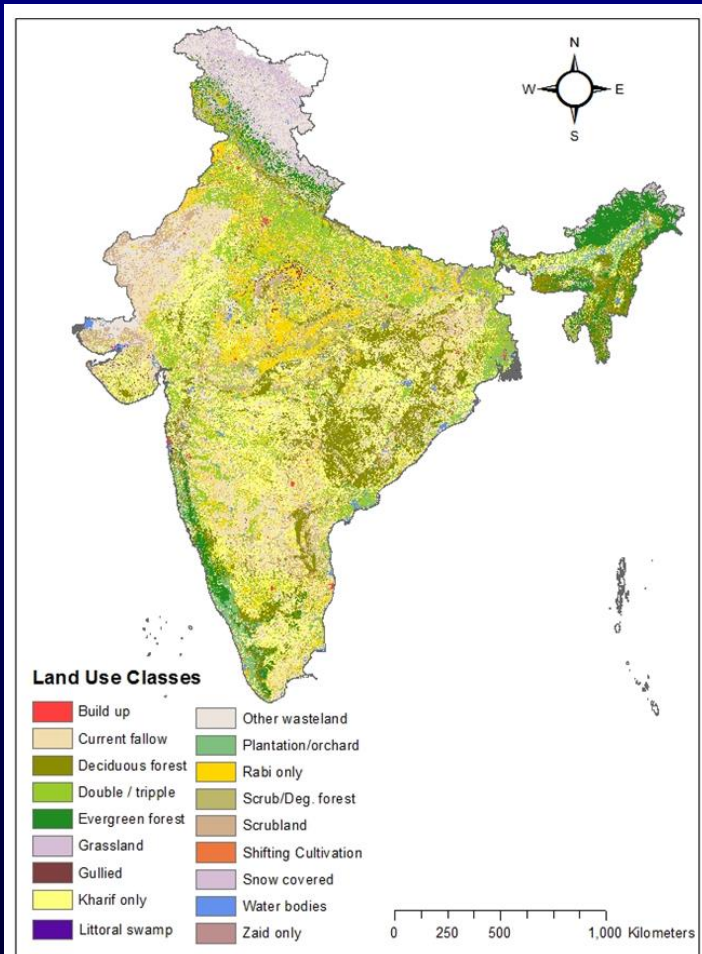 N
W E
S
Land Use Classes
Build up
Current fallow
Deciduous forest
Double / tripple
Evergreen forest
Grassland
Gullied
Kharif only
Littoral swamp
Other wasteland
Plantation/orchard
Rabi only
Scrub/Deg. forest
Scrubland
Shifting Cultivation
Snow covered
Water bodies
Zaid only
0 250 500 1,000 Kilometers